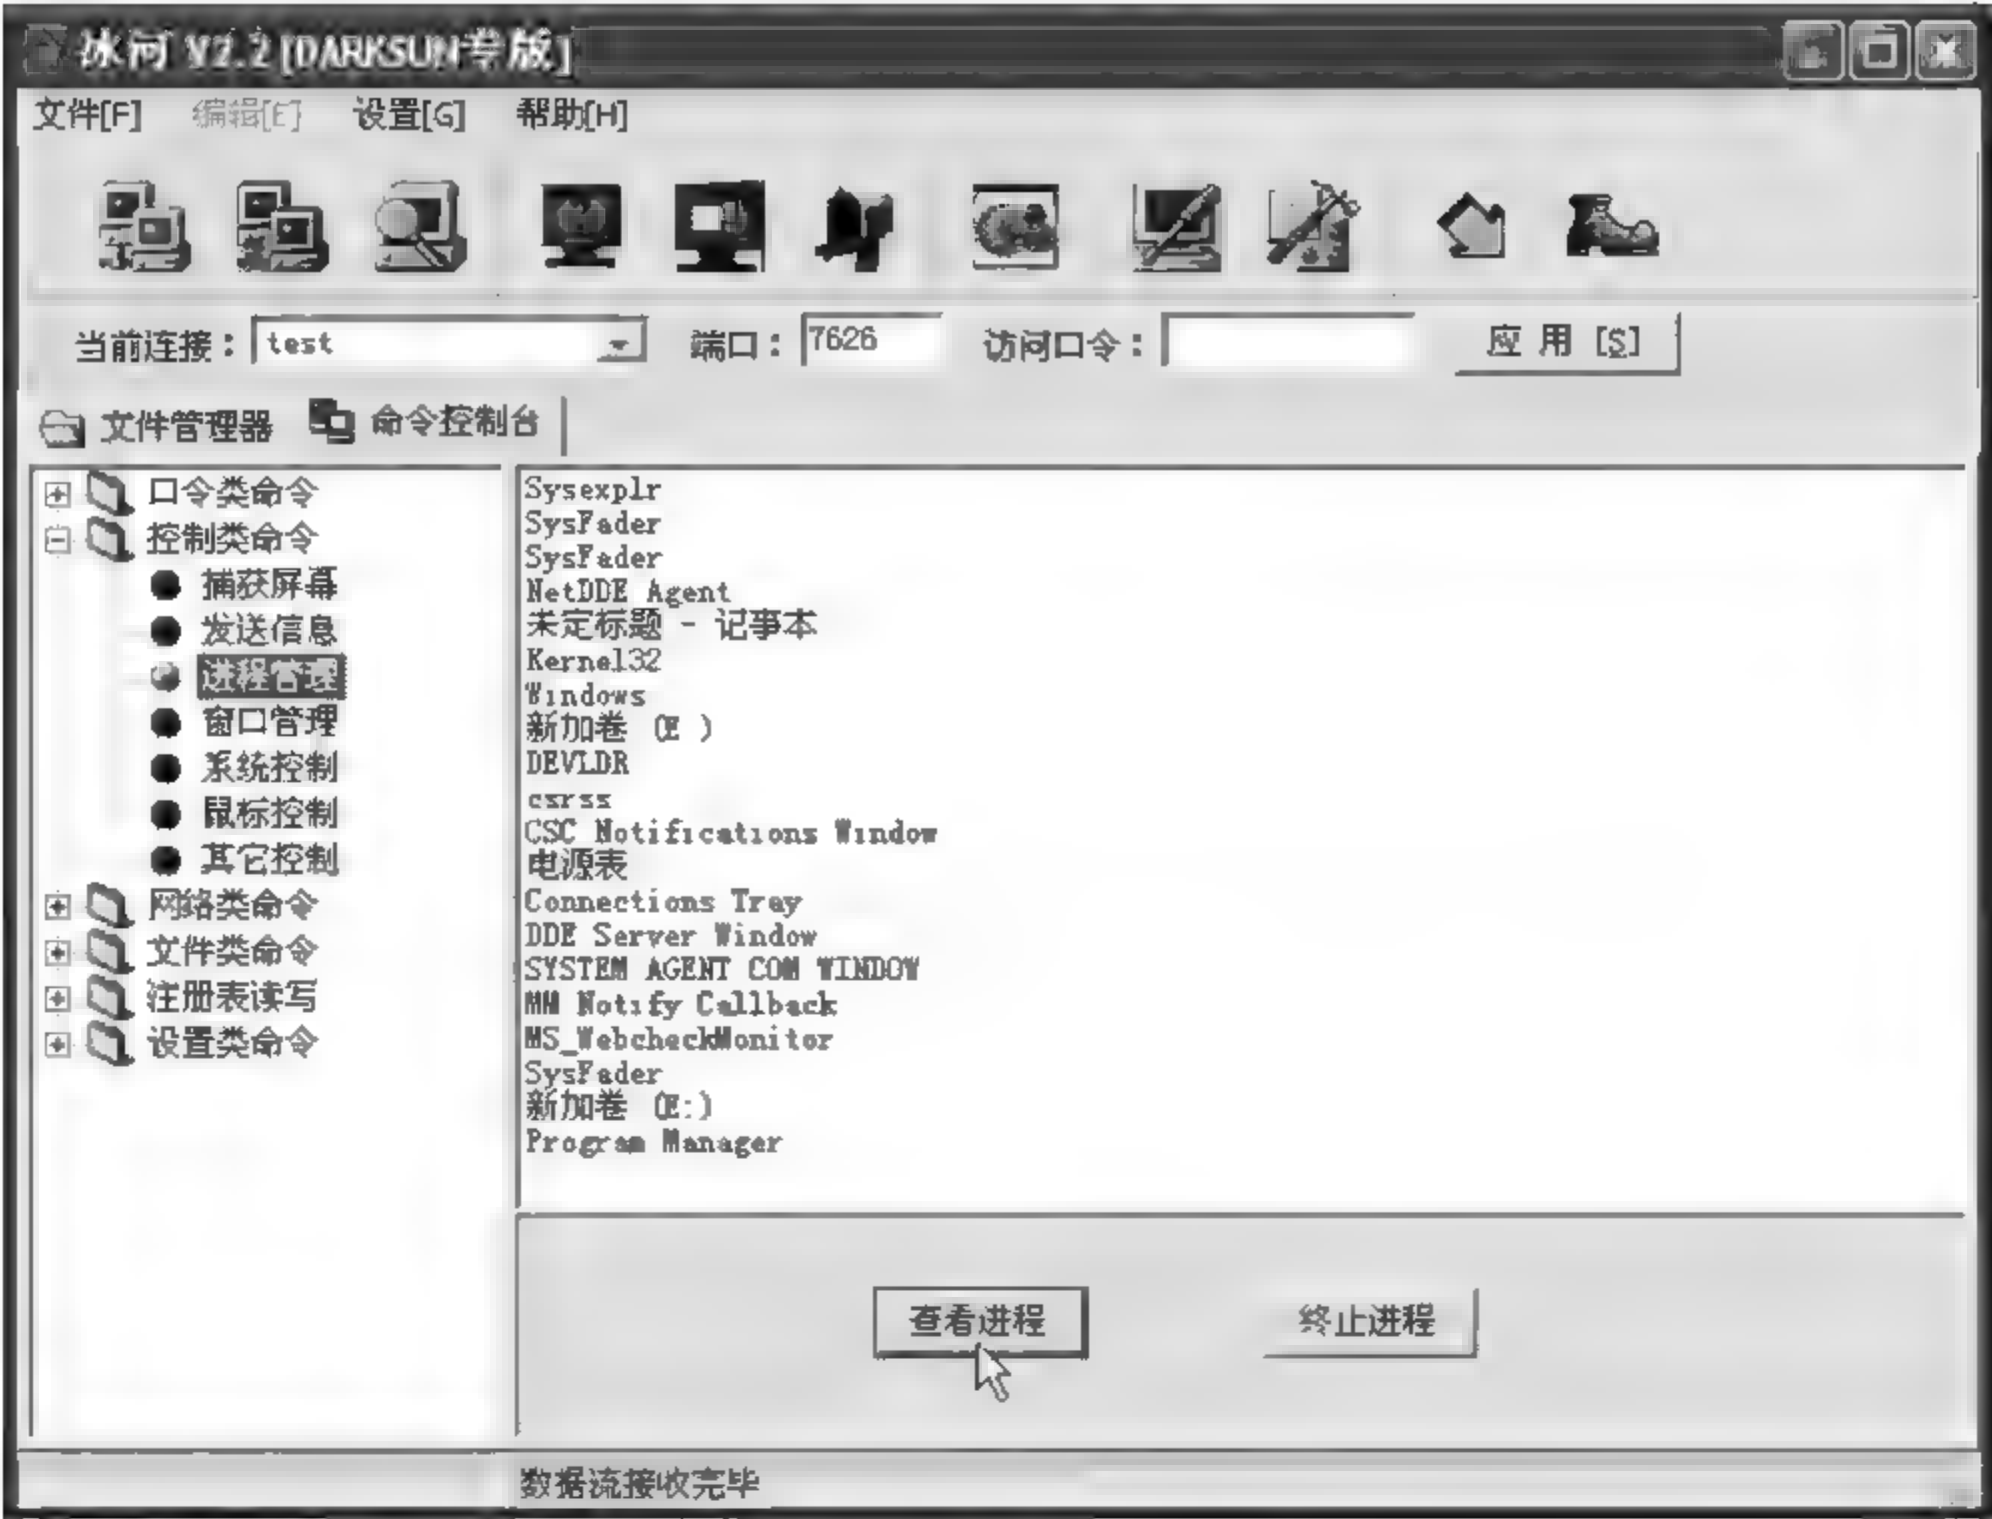 冰河 V2.2 [DARKSUN专版]
文件[F] 编辑[E] 设置[G] 帮助[H]
当前连接： test 端口： 7626 访问口令： 应 用 [S]
文件管理器 命令控制台
口令类命令
控制类命令
捕获屏幕
发送信息
进程管理
窗口管理
系统控制
鼠标控制
其它控制
网络类命令
文件类命令
注册表读写
设置类命令
Sysexplr
SysFader
SysFader
NetDDE Agent
未定标题 - 记事本
Kernel32
Windows
新加卷 (E )
DEVLDR
csrss
CSC Notifications Window
电源表
Connections Tray
DDE Server Window
SYSTEM AGENT COM WINDOW
MM Notify Callback
MS_WebcheckMonitor
SysFader
新加卷 (E:)
Program Manager
查看进程 终止进程
数据流接收完毕